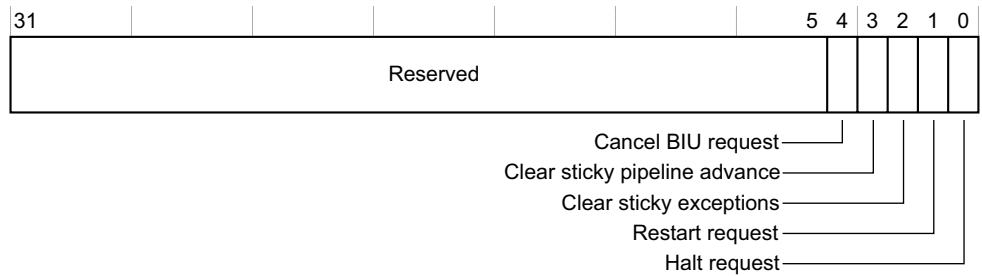 31 5 4 3 2 1 0
Reserved
Cancel BIU request
Clear sticky pipeline advance
Clear sticky exceptions
Restart request
Halt request